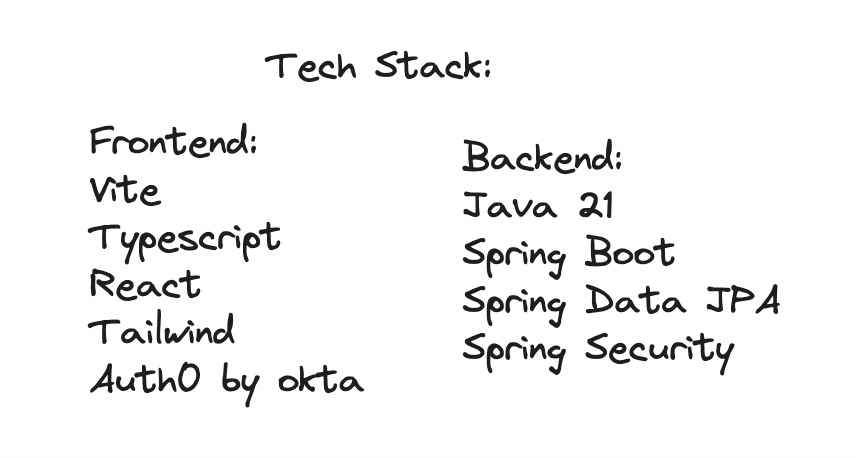 Tech Stack:
Frontend:
Vite
Typescript
React
Tailwind
Auth0 by okta
Backend:
Java 21
Spring Boot
Spring Data JPA
Spring Security